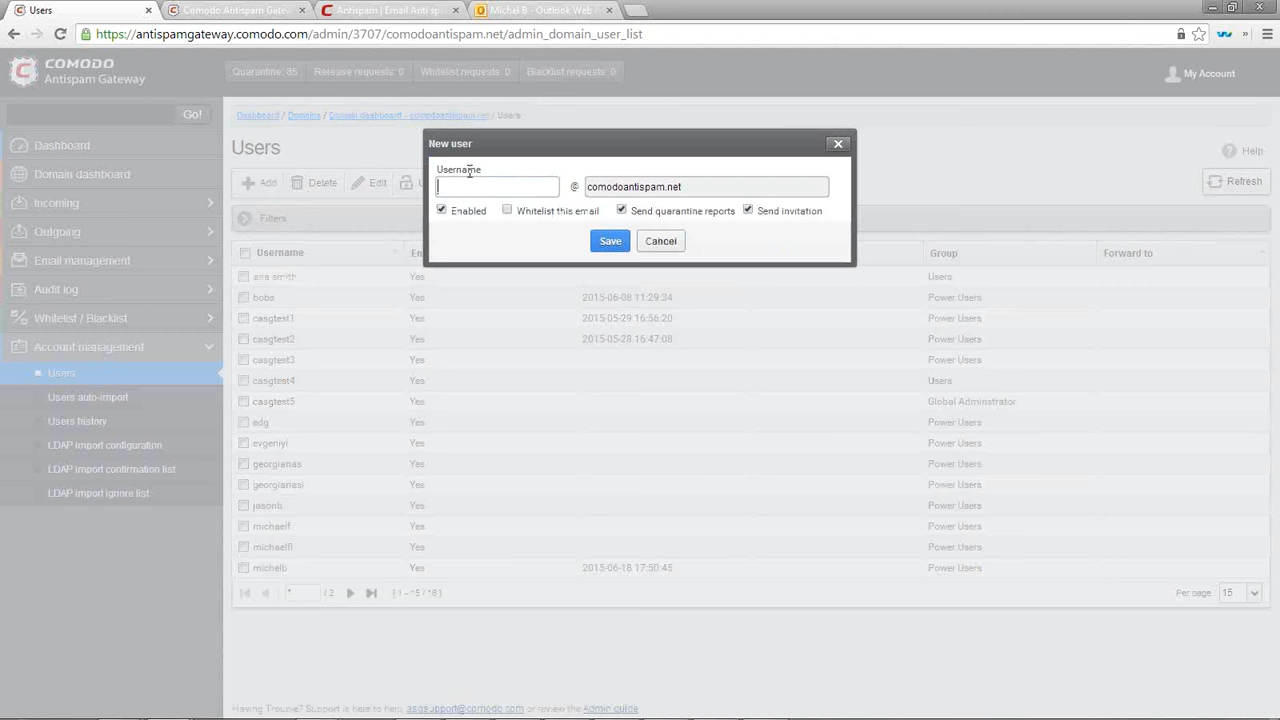 Users
Comodo Antispam Gatew
Antispam | Email Anti sp
Michel B. - Outlook Web
https://antispamgateway.comodo.com/admin/3707/comodoantispam.net/admin_domain_user_list
COMODO
Antispam Gateway
Quarantine: 85 Release requests: 0 Whitelist requests: 0 Blacklist requests: 0
My Account
Go!
Dashboard
Domain dashboard
Incoming
Outgoing
Email management
Audit log
Whitelist / Blacklist
Account management
Users
Users auto-import
Users history
LDAP import configuration
LDAP import confirmation list
LDAP import ignore list
Dashboard / Domains / Domain dashboard - comodoantispam.net / Users
Users
Help
Add Delete Edit U
Refresh
Filters
New user
Username
@ comodoantispam.net
Enabled Whitelist this email Send quarantine reports Send invitation
Save Cancel
Username En Group Forward to
ana.smith Yes Users
bobs Yes 2015-06-08 11:29:34 Power Users
casgtest1 Yes 2015-05-29 16:56:20 Power Users
casgtest2 Yes 2015-05-28 16:47:08 Power Users
casgtest3 Yes Power Users
casgtest4 Yes Users
casgtest5 Yes Global Adminstrator
edg Yes Power Users
evgeniyl Yes Power Users
georgianas Yes Power Users
georgianasi Yes Power Users
jasonb Yes Power Users
michaelf Yes Power Users
michaelfl Yes Power Users
michelb Yes 2015-06-18 17:50:45 Power Users
/ 2
Per page: 15
Having Trouble? Support is here to help: asgsupport@comodo.com or review the Admin guide